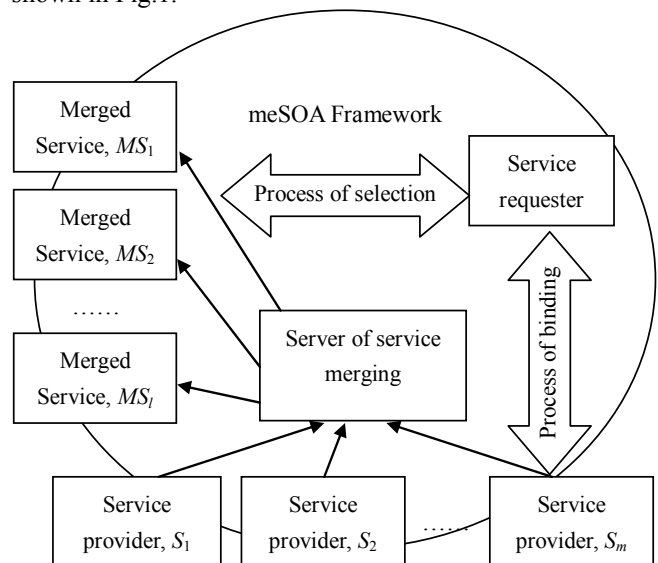 shown in Fig.1.
Merged
Service, MS1
meSOA Framework
Service
requester
Process of selection
Merged
Service, MS2
……
Process of binding
Server of service
merging
Merged
Service, MSl
Service
provider, S1
Service
provider, S2
……
Service
provider, Sm